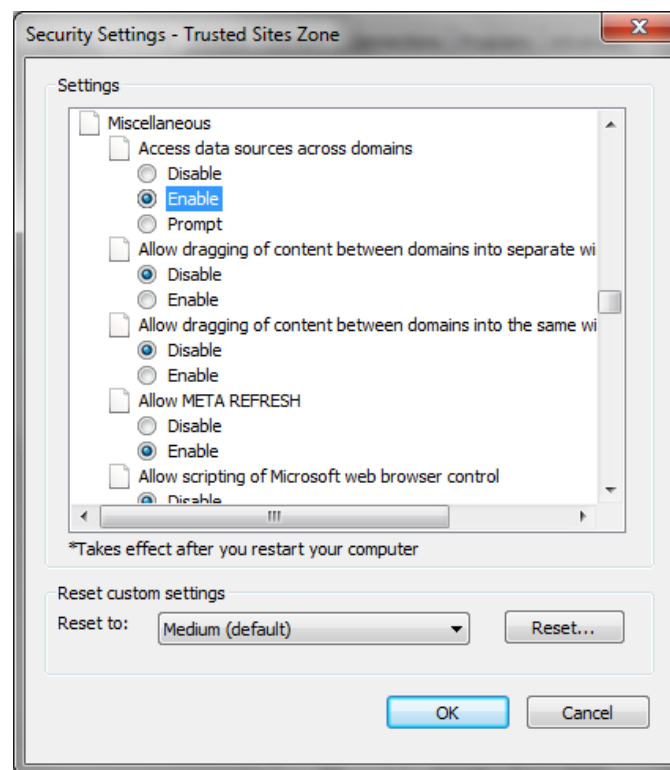 Security Settings - Trusted Sites Zone
Settings
Miscellaneous
Access data sources across domains
Disable
Enable
Prompt
Allow dragging of content between domains into separate wi
Disable
Enable
Allow dragging of content between domains into the same wi
Disable
Enable
Allow META REFRESH
Disable
Enable
Allow scripting of Microsoft web browser control
Disable
*Takes effect after you restart your computer
Reset custom settings
Reset to: Medium (default) Reset...
OK Cancel